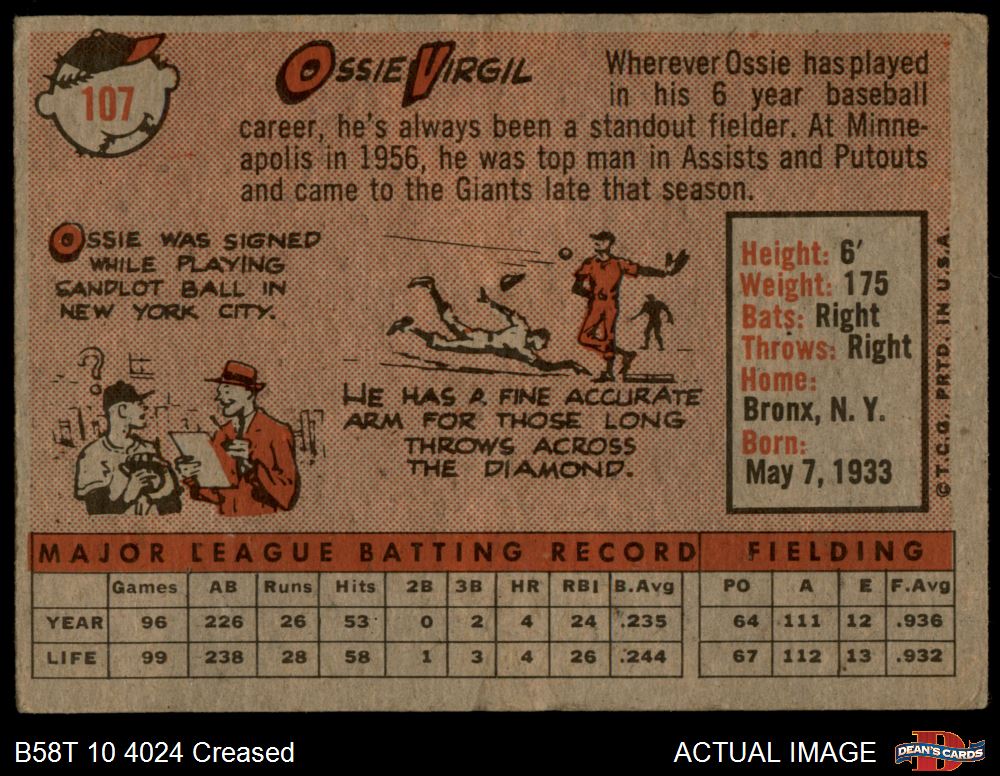 107
OSSIE VIRGIL
Wherever Ossie has played
in his 6 year baseball
career, he's always been a standout fielder. At Minne-
apolis in 1956, he was top man in Assists and Putouts
and came to the Giants late that season.
OSSIE WAS SIGNED
WHILE PLAYING
SANDLOT BALL IN
NEW YORK CITY.
?
HE HAS A FINE ACCURATE
ARM FOR THOSE LONG
THROWS ACROSS
THE DIAMOND.
Height: 6'
Weight: 175
Bats: Right
Throws: Right
Home:
Bronx, N. Y.
Born:
May 7, 1933
© T.C.G. PRTD. IN U.S.A.
MAJOR LEAGUE BATTING RECORD FIELDING
Games AB Runs Hits 2B 3B HR RBI B.Avg PO A E F.Avg
YEAR 96 226 26 53 0 2 4 24 .235 64 111 12 .936
LIFE 99 238 28 58 1 3 4 26 .244 67 112 13 .932
B58T 10 4024 Creased
ACTUAL IMAGE
D
DEAN'S CARDS